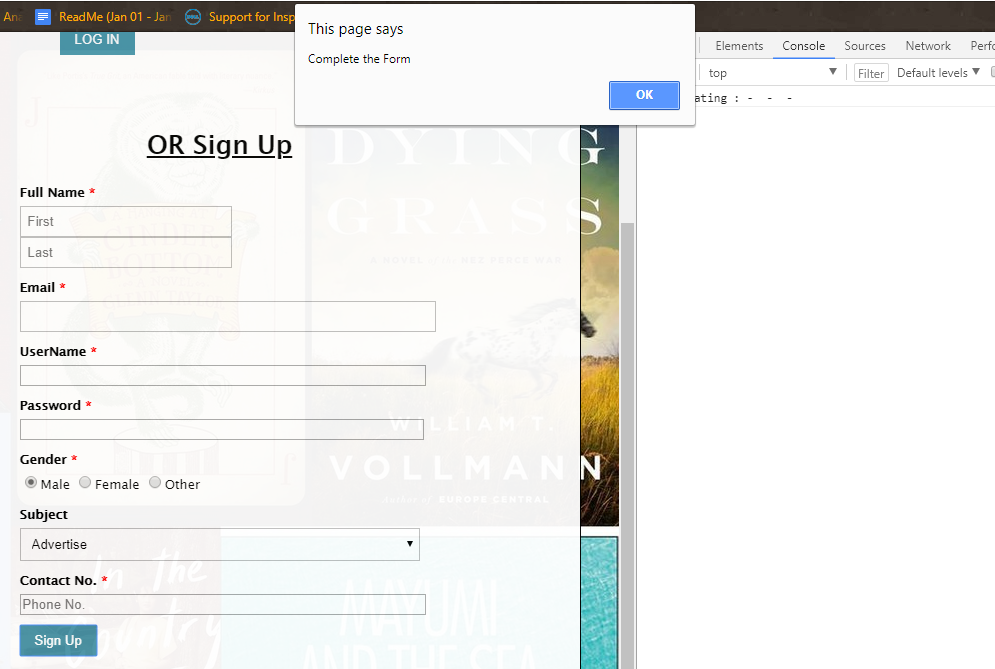 ReadMe (Jan 01 - Jan
Support for Insp
LOG IN
This page says
Complete the Form
OK
Elements Console Sources Network Perfo
top
Filter
Default levels
ating : - - -
OR Sign Up
Full Name *
First
Last
Email *
UserName *
Password *
Gender *
Male Female Other
Subject
Advertise
Contact No. *
Phone No.
Sign Up
DYING
GRASS
A NOVEL OF THE NEZ PERCE WAR
WILLIAM T.
VOLLMANN
Author of EUROPE CENTRAL
In the
Country
MAYUMI
AND THE SEA